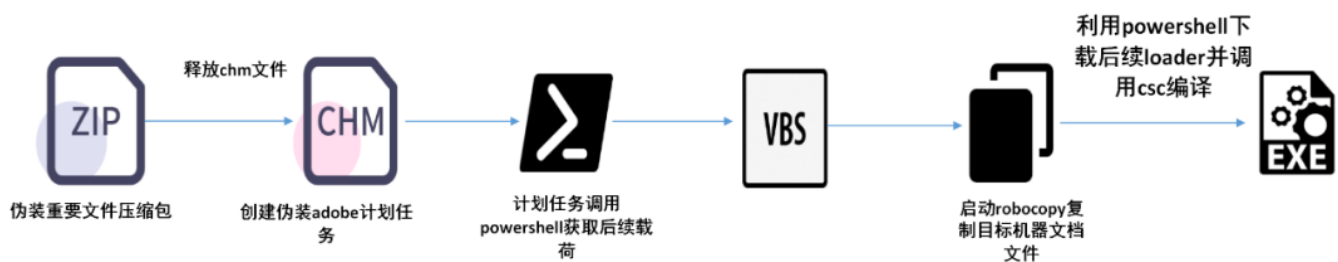 ZIP
伪装重要文件压缩包
释放chm文件
CHM
创建伪装adobe计划任
务
计划任务调用
powershell获取后续载
荷
VBS
启动robocopy复
制目标机器文档
文件
利用powershell下
载后续loader并调
用csc编译
EXE